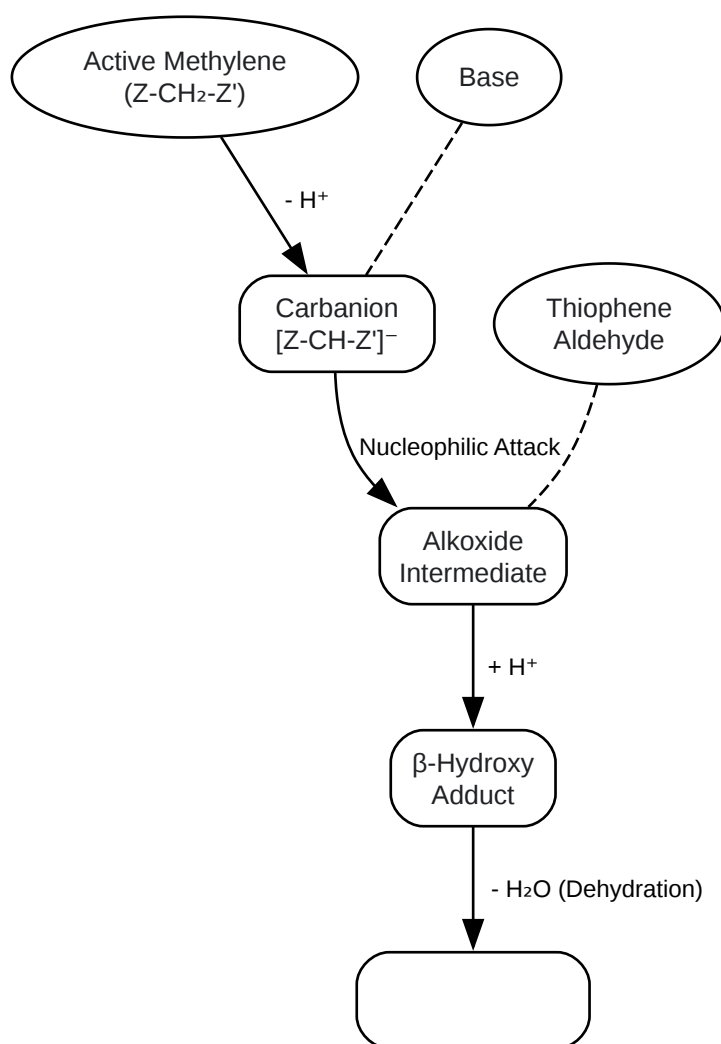 Active Methylene
(Z-CH₂-Z')
Base
- H⁺
Carbanion
[Z-CH-Z']⁻
Thiophene
Aldehyde
Nucleophilic Attack
Alkoxide
Intermediate
+ H⁺
β-Hydroxy
Adduct
- H₂O (Dehydration)